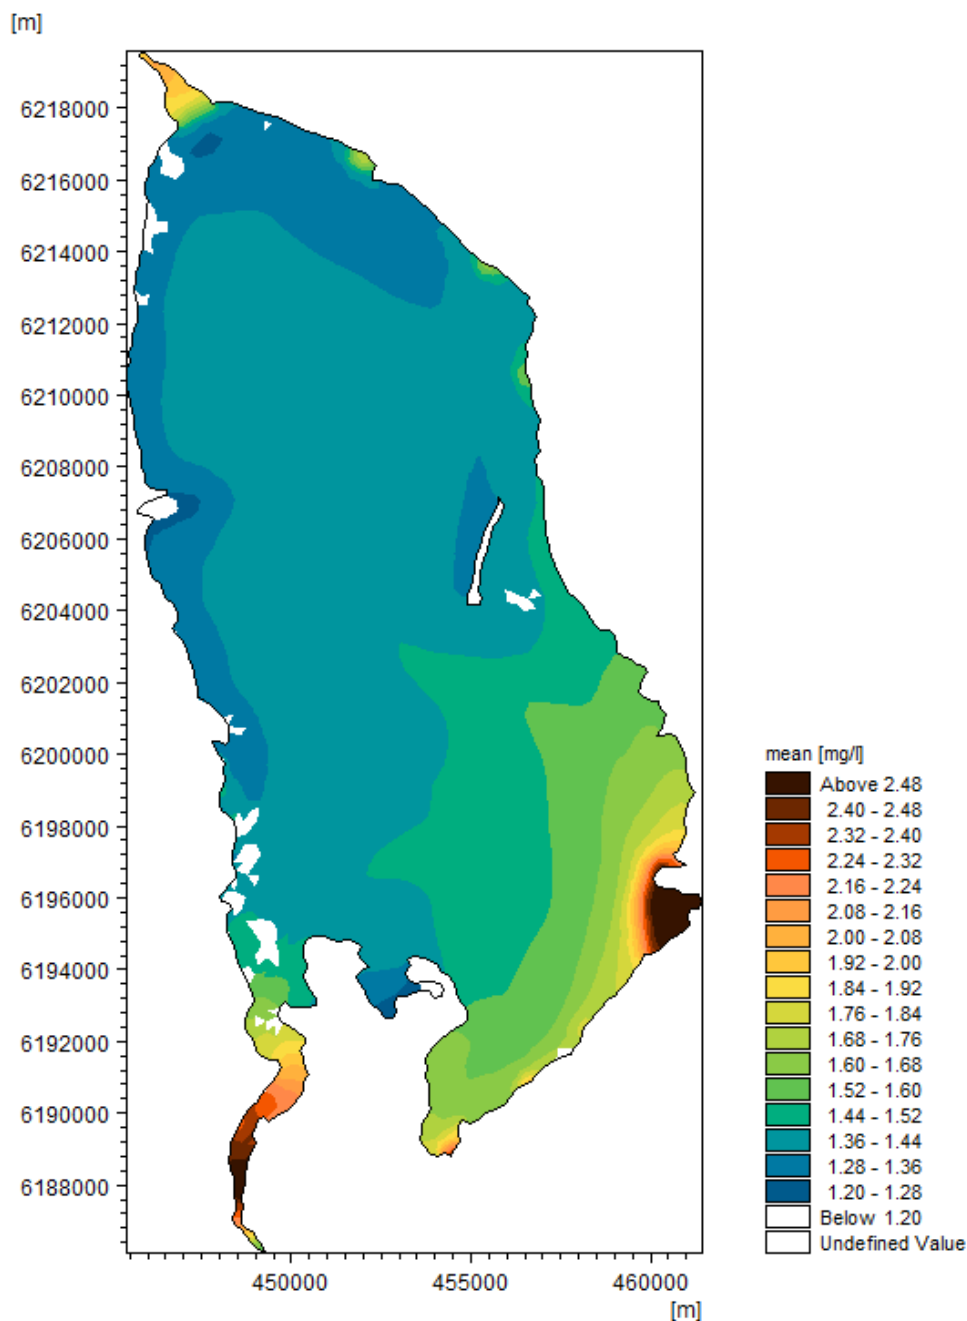 [m]
6218000
6216000
6214000
6212000
6210000
6208000
6206000
6204000
6202000
6200000
6198000
6196000
6194000
6192000
6190000
6188000
450000 455000 460000
[m]
mean [mg/l]
Above 2.48
2.40 - 2.48
2.32 - 2.40
2.24 - 2.32
2.16 - 2.24
2.08 - 2.16
2.00 - 2.08
1.92 - 2.00
1.84 - 1.92
1.76 - 1.84
1.68 - 1.76
1.60 - 1.68
1.52 - 1.60
1.44 - 1.52
1.36 - 1.44
1.28 - 1.36
1.20 - 1.28
Below 1.20
Undefined Value